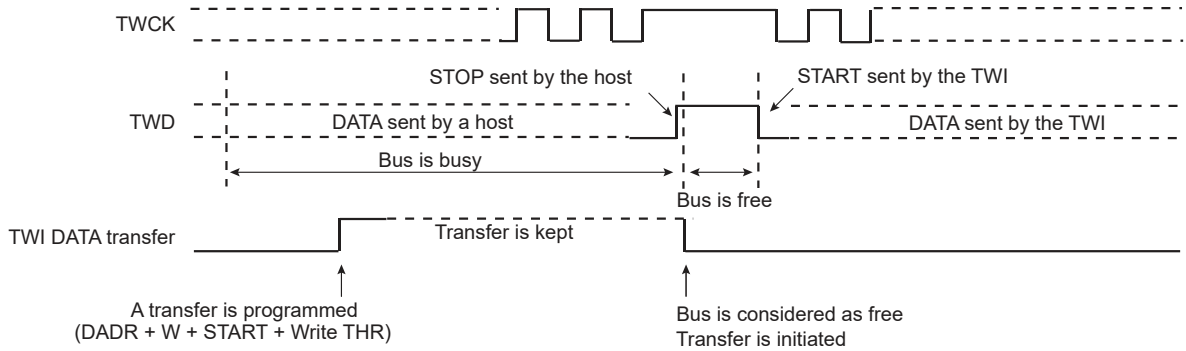 TWCK
STOP sent by the host
START sent by the TWI
TWD
DATA sent by a host
DATA sent by the TWI
Bus is busy
Bus is free
TWI DATA transfer
Transfer is kept
A transfer is programmed
(DADR + W + START + Write THR)
Bus is considered as free
Transfer is initiated